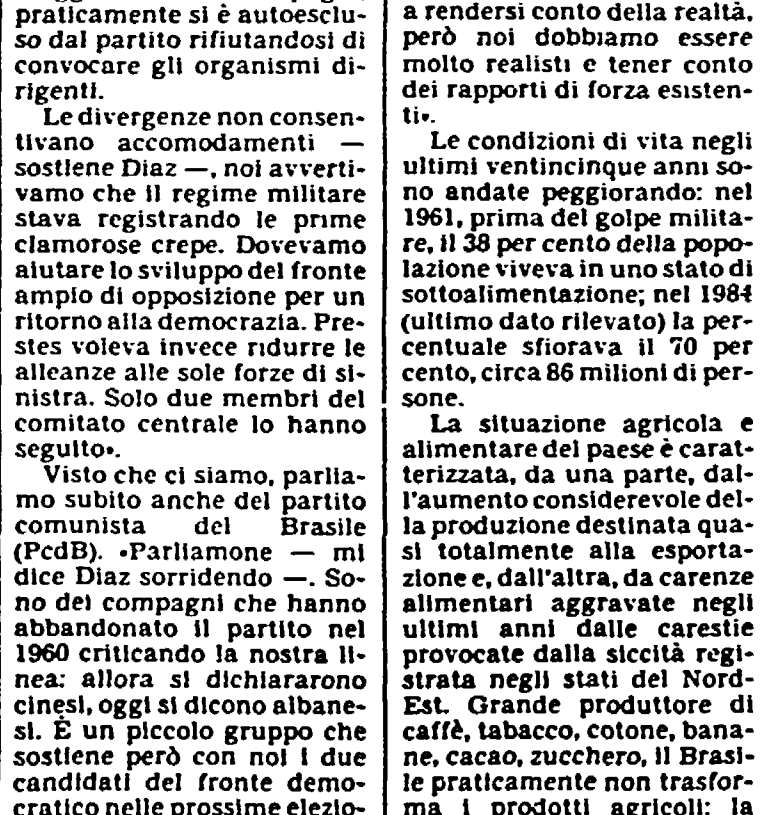 praticamente si è autoesclu-
so dal partito rifiutandosi di
convocare gli organismi di-
rigenti.
Le divergenze non consen-
tivano accomodamenti —
sostiene Diaz —, noi avverti-
vamo che il regime militare
stava registrando le prime
clamorose crepe. Dovevamo
aiutare lo sviluppo del fronte
ampio di opposizione per un
ritorno alla democrazia. Pre-
stes voleva invece ridurre le
alleanze alle sole forze di si-
nistra. Solo due membri del
comitato centrale lo hanno
seguito».
Visto che ci siamo, parlia-
mo subito anche del partito
comunista del Brasile
(PcdB). «Parliamone — mi
dice Diaz sorridendo —. So-
no dei compagni che hanno
abbandonato il partito nel
1960 criticando la nostra li-
nea: allora si dichiararono
cinesi, oggi si dicono albane-
si. È un piccolo gruppo che
sostiene però con noi i due
candidati del fronte demo-
cratico nelle prossime elezio-
a rendersi conto della realtà,
però noi dobbiamo essere
molto realisti e tener conto
dei rapporti di forza esisten-
ti».
Le condizioni di vita negli
ultimi ventincinque anni so-
no andate peggiorando: nel
1961, prima del golpe milita-
re, il 38 per cento della popo-
lazione viveva in uno stato di
sottoalimentazione; nel 1984
(ultimo dato rilevato) la per-
centuale sfiorava il 70 per
cento, circa 86 milioni di per-
sone.
La situazione agricola e
alimentare del paese è carat-
terizzata, da una parte, dal-
l'aumento considerevole del-
la produzione destinata qua-
si totalmente alla esporta-
zione e, dall'altra, da carenze
alimentari aggravate negli
ultimi anni dalle carestie
provocate dalla siccità regi-
strata negli stati del Nord-
Est. Grande produttore di
caffè, tabacco, cotone, bana-
ne, cacao, zucchero, il Brasi-
le praticamente non trasfor-
ma i prodotti agricoli: la